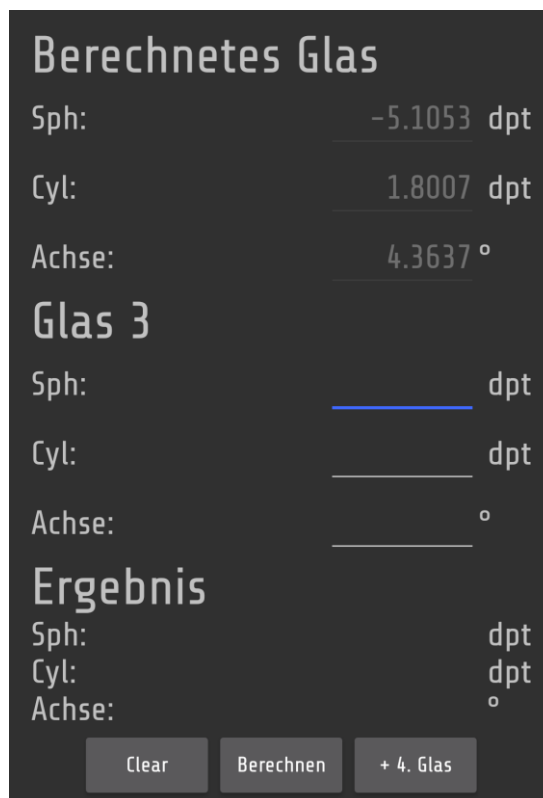 Berechnetes Glas
Sph: -5.1053 dpt
Cyl: 1.8007 dpt
Achse: 4.3637 °
Glas 3
Sph: dpt
Cyl: dpt
Achse: °
Ergebnis
Sph: dpt
Cyl: dpt
Achse: °
Clear Berechnen + 4. Glas